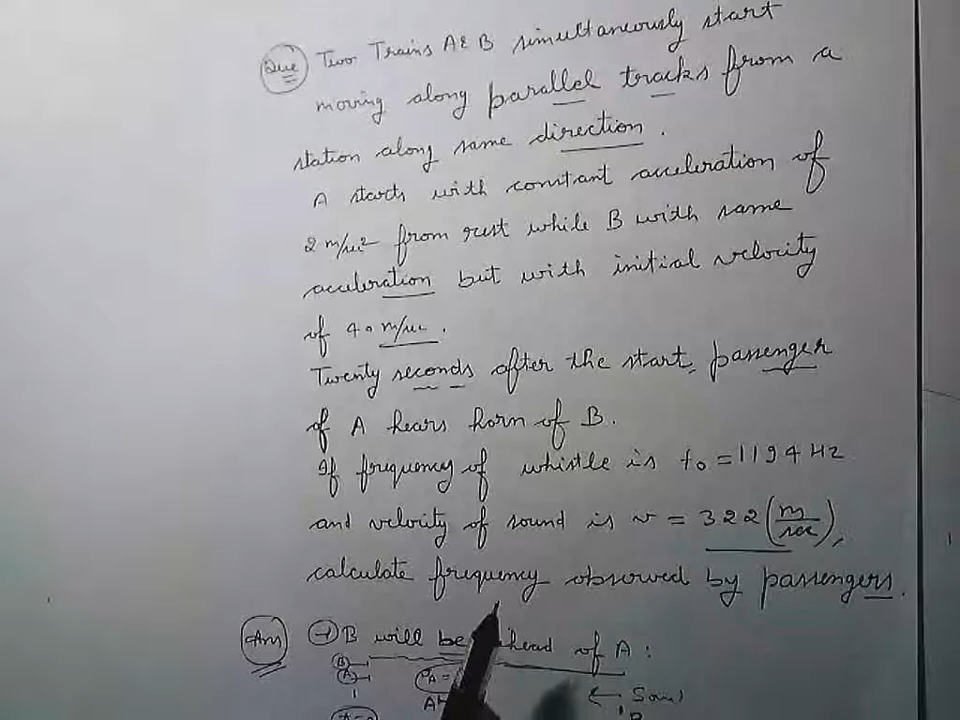 Que Two Trains A & B simultaneously start
moving along parallel tracks from a
station along same direction.
A starts with constant acceleration of
2 m/sec² from rest while B with same
acceleration but with initial velocity
of 40 m/sec.
Twenty seconds after the start, passenger
of A hears horn of B.
If frequency of whistle is f₀ = 1194 HZ
and velocity of sound is v = 322 (m/sec),
calculate frequency observed by passengers.
Ans → B will be ahead of A:
B
A
← Sound
B